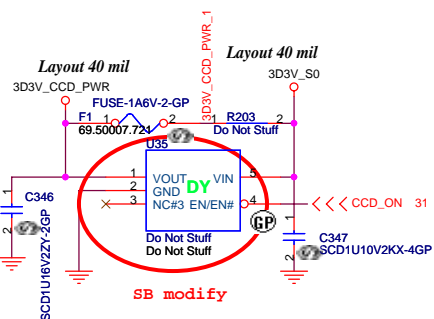 Layout 40 mil
3D3V_CCD_PWR
3D3V_CCD_PWR_1
Layout 40 mil
3D3V_S0
FUSE-1A6V-2-GP
F1 1 2
69.50007.721
R203
Do Not Stuff
U35
1 VOUT VIN 5
2 GND
3 NC#3 EN/EN# 4
DY
GP
CCD_ON 31
Do Not Stuff
Do Not Stuff
1
C346
2
SCD1U16V2ZY-2GP
1
C347
2
SCD1U10V2KX-4GP
SB modify